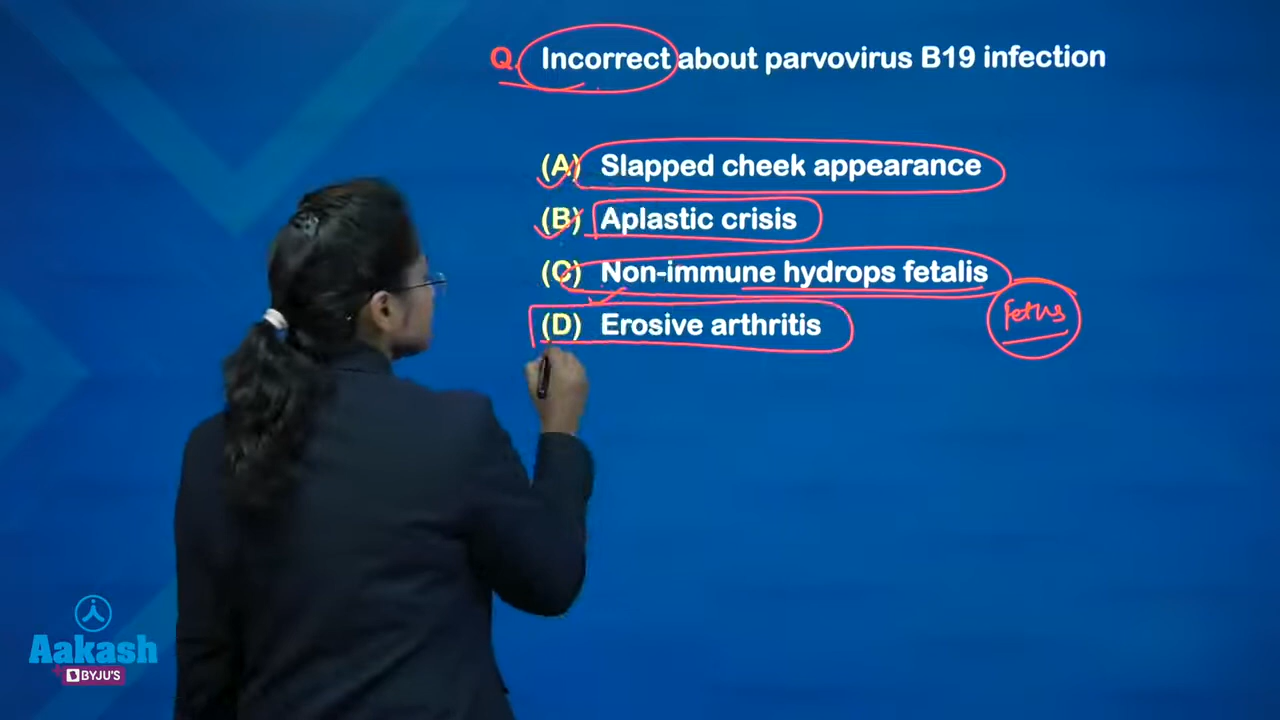 Q. Incorrect about parvovirus B19 infection
(A) Slapped cheek appearance
(B) Aplastic crisis
(C) Non-immune hydrops fetalis
(D) Erosive arthritis
Fetus
Aakash
BYJU'S